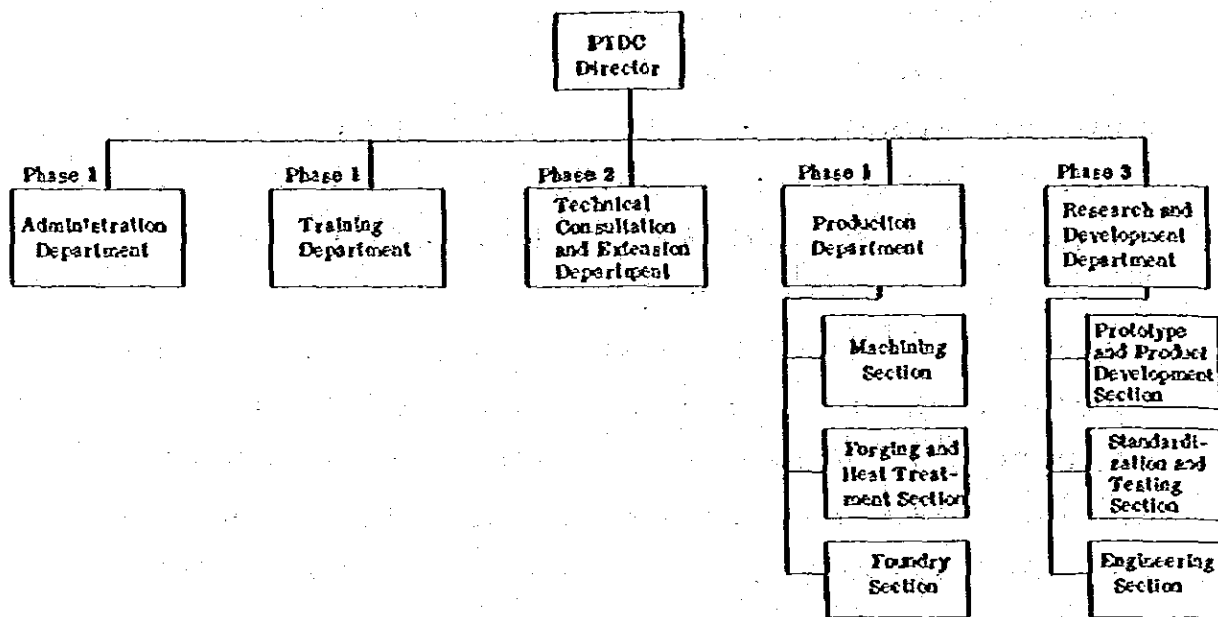 PTDC
Director
Phase 1
Administration
Department
Phase 1
Training
Department
Phase 2
Technical
Consultation
and Extension
Department
Phase 1
Production
Department
Machining
Section
Forging and
Heat Treat-
ment Section
Foundry
Section
Phase 3
Research and
Development
Department
Prototype
and Product
Development
Section
Standardi-
zation and
Testing
Section
Engineering
Section